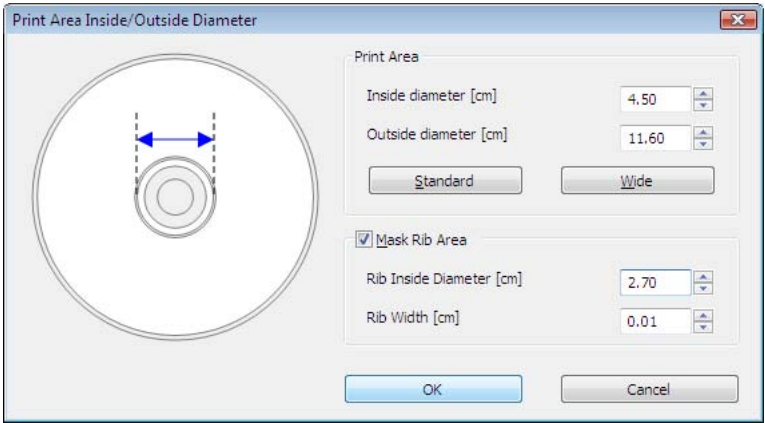 Print Area Inside/Outside Diameter
Print Area
Inside diameter [cm]
4.50
Outside diameter [cm]
11.60
Standard
Wide
Mask Rib Area
Rib Inside Diameter [cm]
2.70
Rib Width [cm]
0.01
OK
Cancel